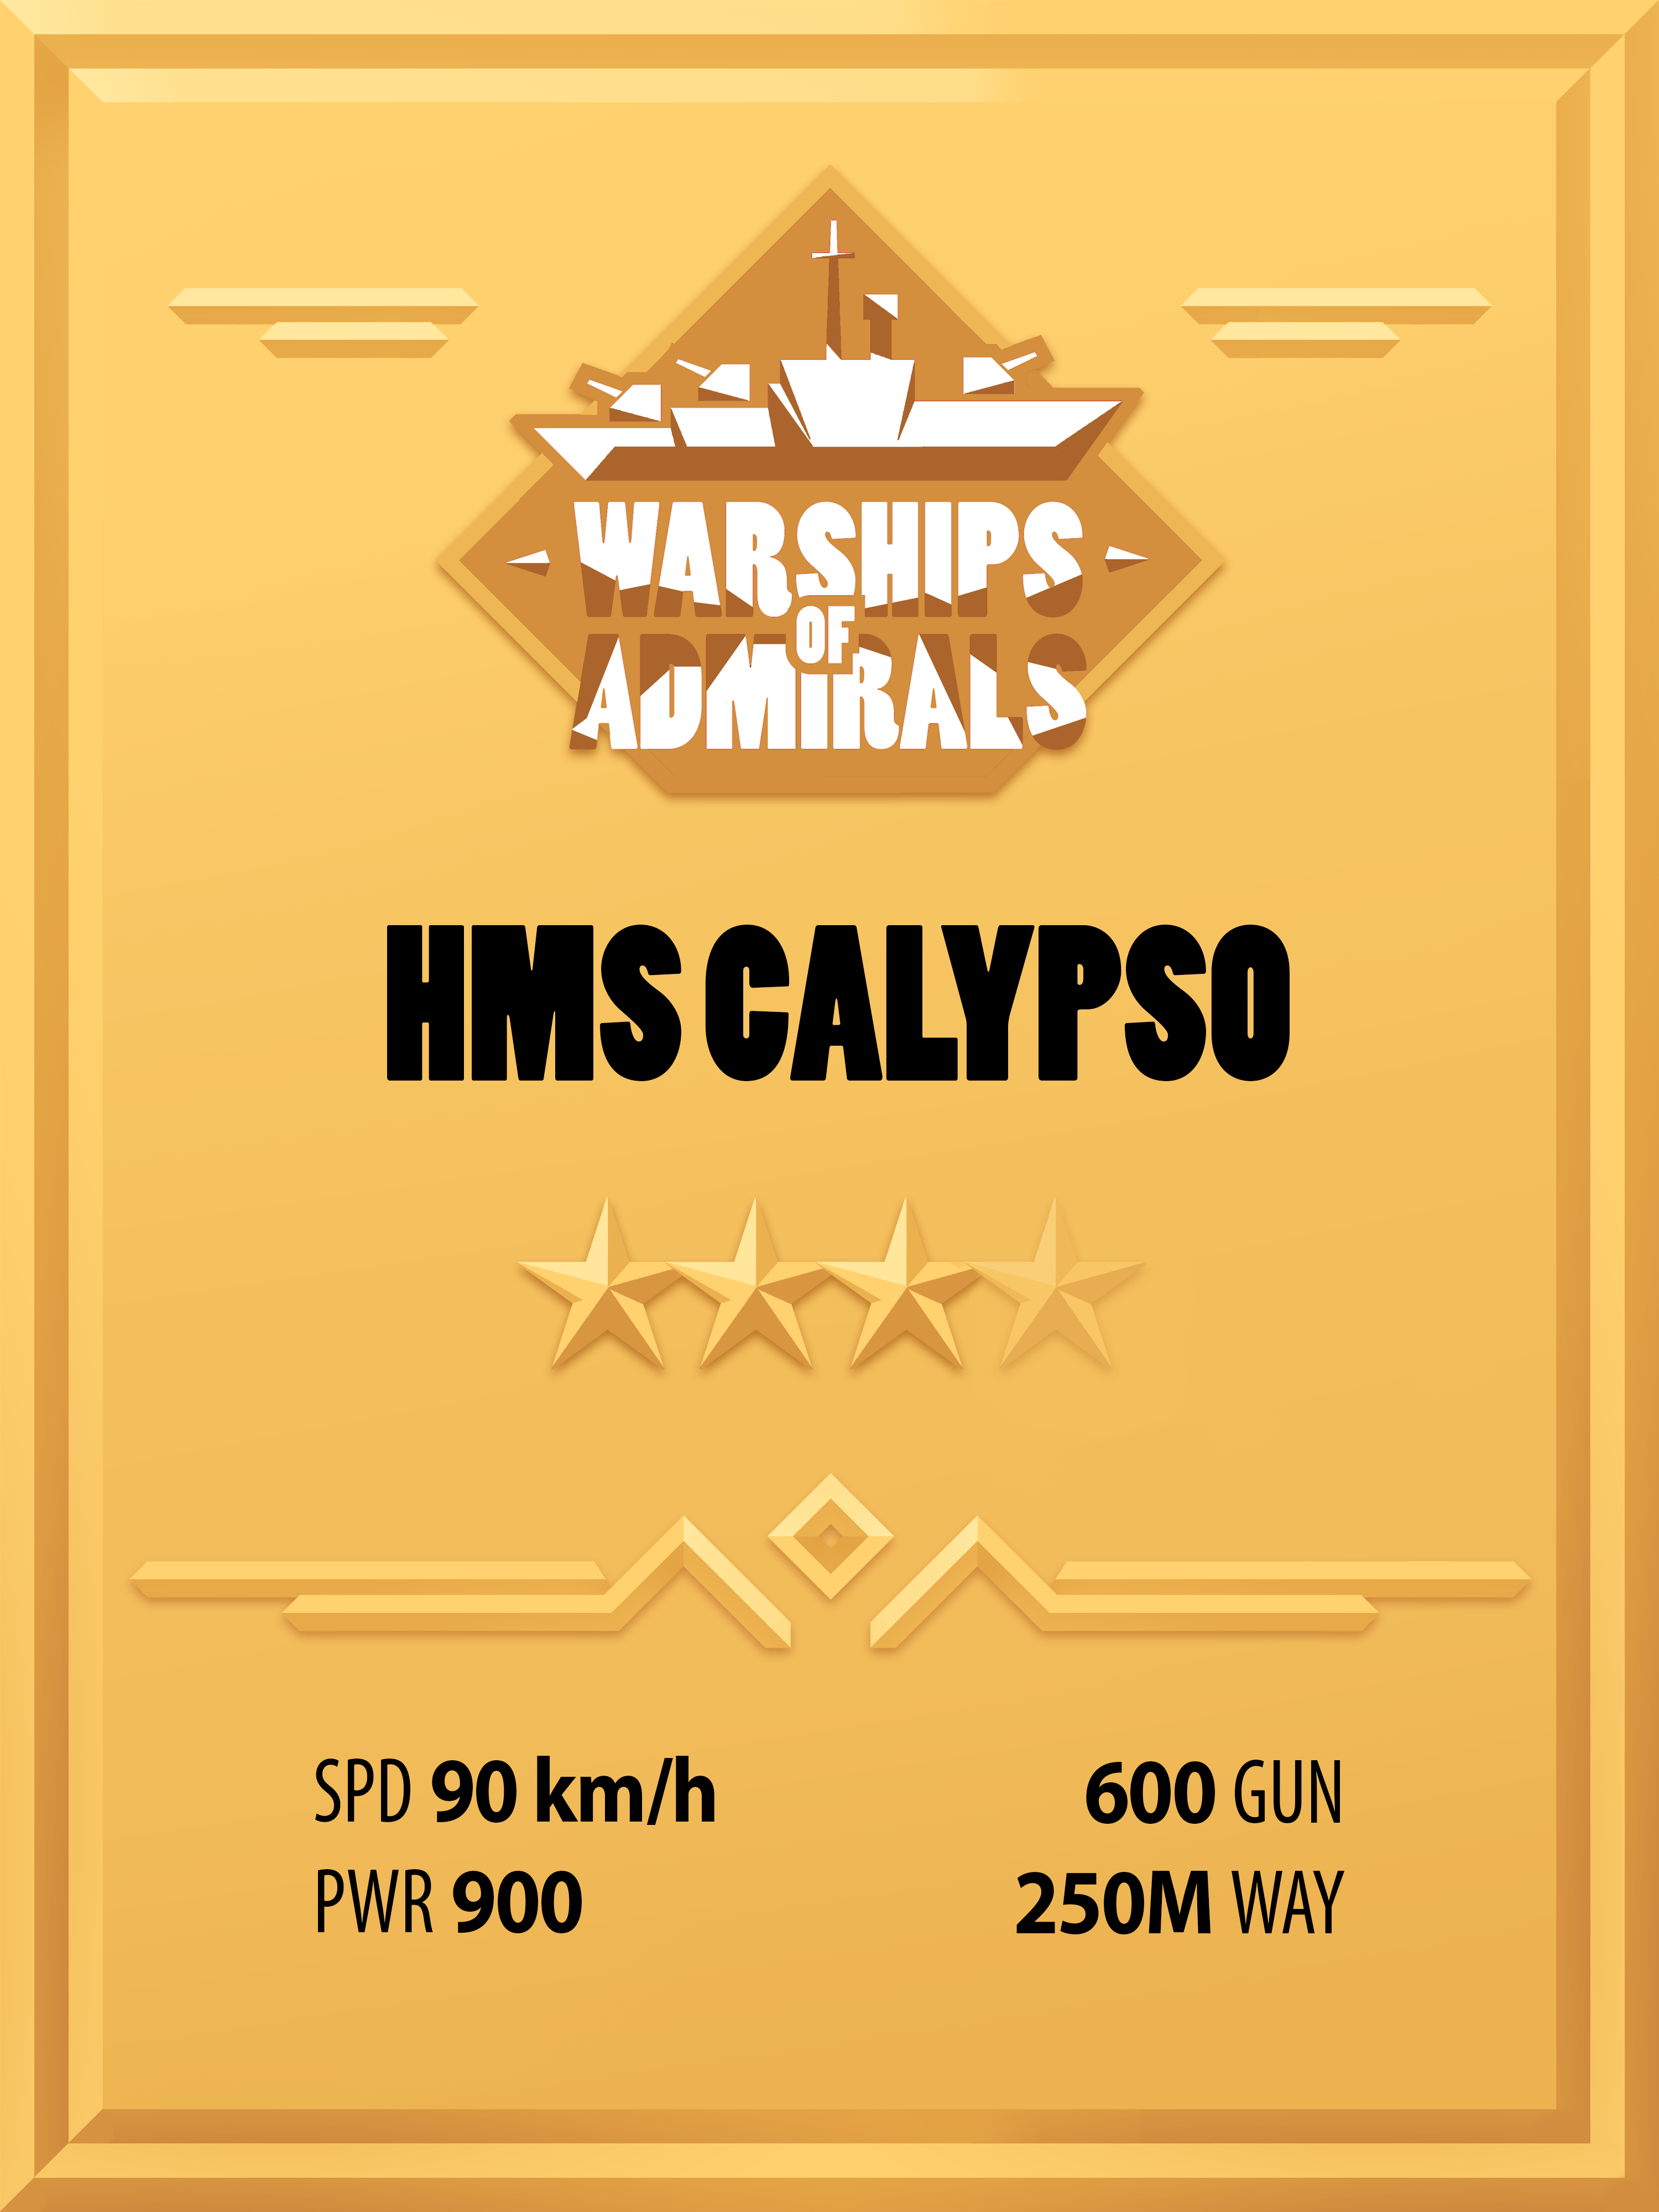 WARSHIPS
OF
ADMIRALS
HMS CALYPSO
SPD 90 km/h
600 GUN
PWR 900
250M WAY